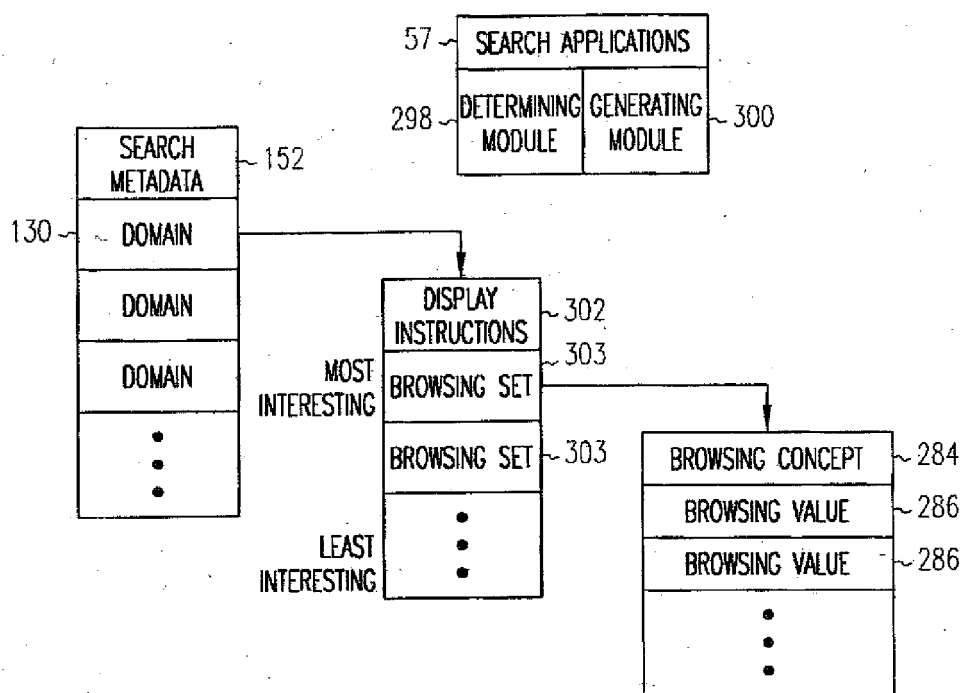 57 SEARCH APPLICATIONS
298 DETERMINING MODULE
GENERATING MODULE 300
SEARCH METADATA 152
130 DOMAIN
DOMAIN
DOMAIN
DISPLAY INSTRUCTIONS 302
MOST INTERESTING
BROWSING SET 303
BROWSING SET 303
LEAST INTERESTING
BROWSING CONCEPT 284
BROWSING VALUE 286
BROWSING VALUE 286